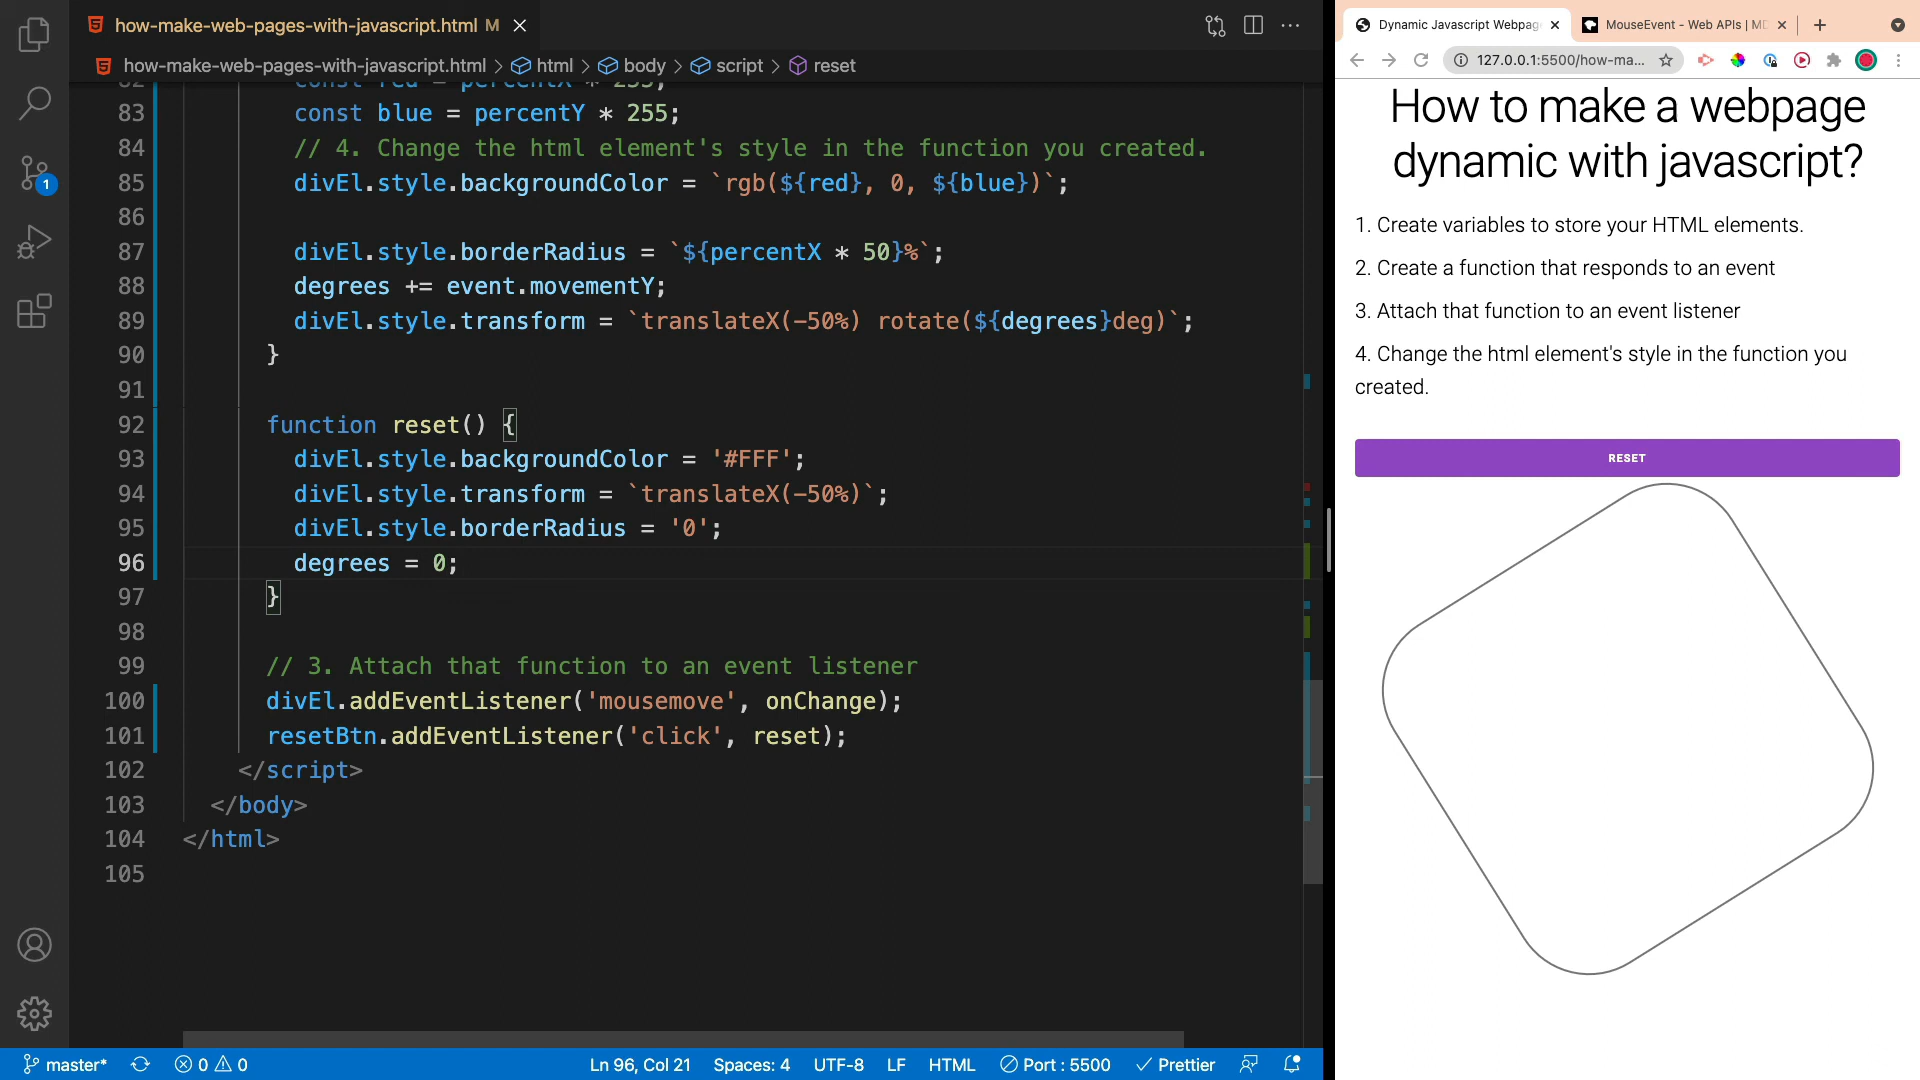 how-make-web-pages-with-javascript.html M
how-make-web-pages-with-javascript.html > html > body > script > reset
82 const red = percentX * 255;
83 const blue = percentY * 255;
84 // 4. Change the html element's style in the function you created.
85 divEl.style.backgroundColor = `rgb(${red}, 0, ${blue})`;
86
87 divEl.style.borderRadius = `${percentX * 50}%`;
88 degrees += event.movementY;
89 divEl.style.transform = `translateX(-50%) rotate(${degrees}deg)`;
90 }
91
92 function reset() {
93 divEl.style.backgroundColor = '#FFF';
94 divEl.style.transform = `translateX(-50%)`;
95 divEl.style.borderRadius = '0';
96 degrees = 0;
97 }
98
99 // 3. Attach that function to an event listener
100 divEl.addEventListener('mousemove', onChange);
101 resetBtn.addEventListener('click', reset);
102 </script>
103 </body>
104 </html>
105
1
master* 0 0 Ln 96, Col 21 Spaces: 4 UTF-8 LF HTML Port : 5500 Prettier
Dynamic Javascript Webpag MouseEvent - Web APIs | MD
127.0.0.1:5500/how-ma...
How to make a webpage
dynamic with javascript?
1. Create variables to store your HTML elements.
2. Create a function that responds to an event
3. Attach that function to an event listener
4. Change the html element's style in the function you
created.
RESET